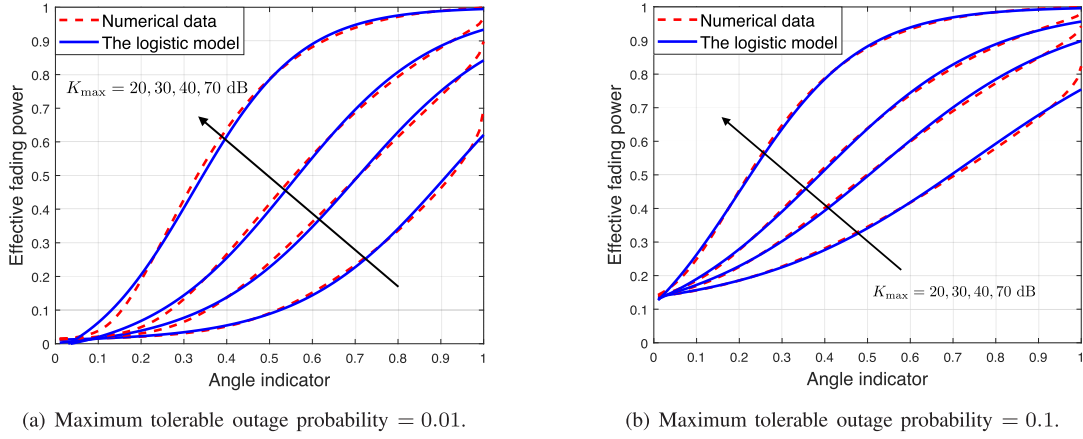 Numerical data
The logistic model
K_max = 20, 30, 40, 70 dB
Effective fading power
1
0.9
0.8
0.7
0.6
0.5
0.4
0.3
0.2
0.1
0
0 0.1 0.2 0.3 0.4 0.5 0.6 0.7 0.8 0.9 1
Angle indicator
(a) Maximum tolerable outage probability = 0.01.
Numerical data
The logistic model
K_max = 20, 30, 40, 70 dB
Effective fading power
1
0.9
0.8
0.7
0.6
0.5
0.4
0.3
0.2
0.1
0
0 0.1 0.2 0.3 0.4 0.5 0.6 0.7 0.8 0.9 1
Angle indicator
(b) Maximum tolerable outage probability = 0.1.